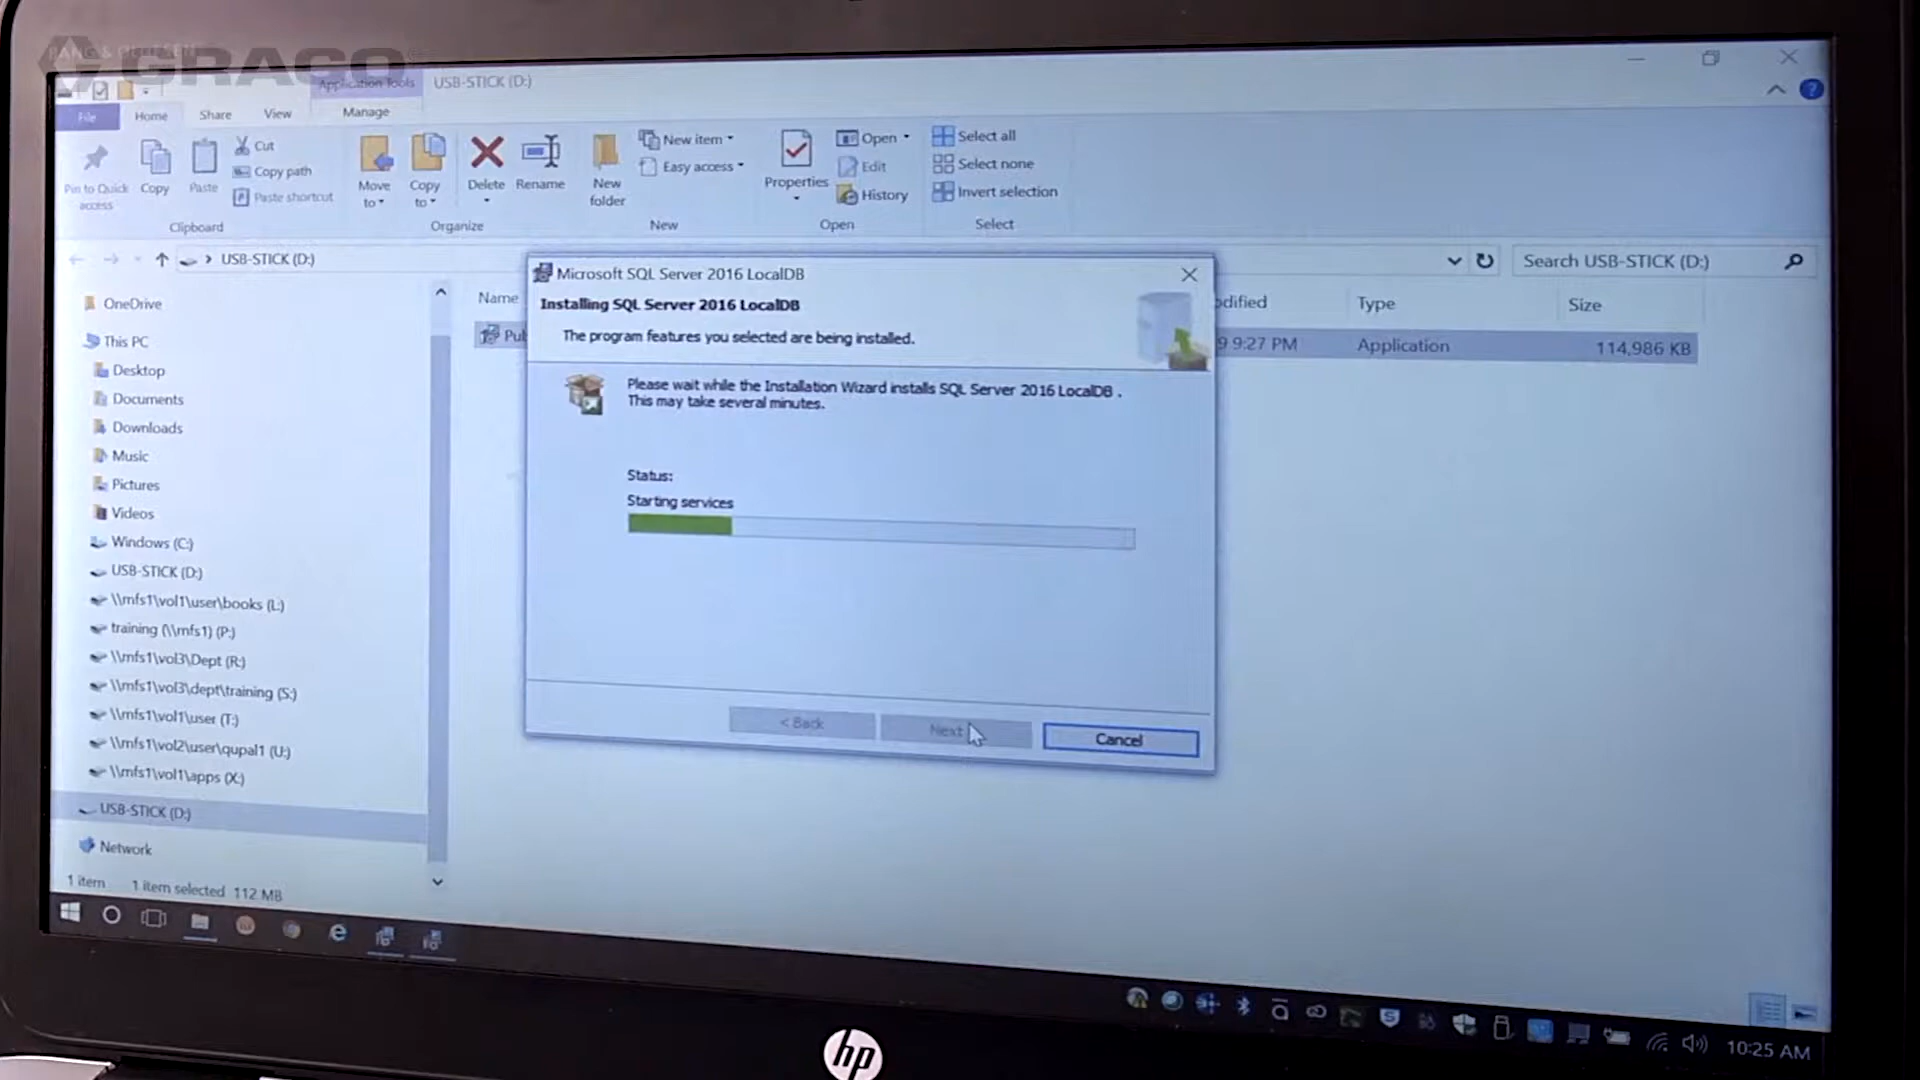 GRACO
BANG & OLUFSEN
Application Tools
USB-STICK (D:)
File
Home
Share
View
Manage
Pin to Quick access
Copy
Paste
Cut
Copy path
Paste shortcut
Clipboard
Move to
Copy to
Delete
Rename
Organize
New folder
New item
Easy access
New
Properties
Open
Edit
History
Open
Select all
Select none
Invert selection
Select
USB-STICK (D:)
Search USB-STICK (D:)
OneDrive
This PC
Desktop
Documents
Downloads
Music
Pictures
Videos
Windows (C:)
USB-STICK (D:)
\\mfs1\vol1\user\books (L:)
training (\\mfs1) (P:)
\\mfs1\vol3\Dept (R:)
\\mfs1\vol3\dept\training (S:)
\\mfs1\vol1\user (T:)
\\mfs1\vol2\user\qupal1 (U:)
\\mfs1\vol1\apps (X:)
USB-STICK (D:)
Network
Name
Type
Size
9:27 PM
Application
114,986 KB
Microsoft SQL Server 2016 LocalDB
Installing SQL Server 2016 LocalDB
The program features you selected are being installed.
Please wait while the Installation Wizard installs SQL Server 2016 LocalDB .
This may take several minutes.
Status:
Starting services
< Back
Next
Cancel
1 item 1 item selected 112 MB
10:25 AM
hp